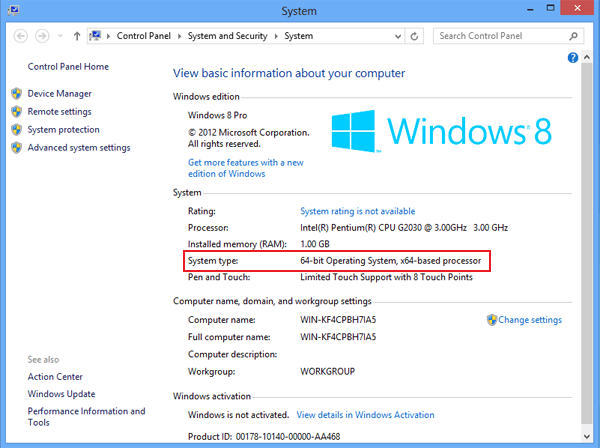 System
Control Panel
System and Security
System
Search Control Panel
Control Panel Home
Device Manager
Remote settings
System protection
Advanced system settings
View basic information about your computer
Windows edition
Windows 8 Pro
© 2012 Microsoft Corporation.
All rights reserved.
Get more features with a new
edition of Windows
Windows 8
System
Rating: System rating is not available
Processor: Intel(R) Pentium(R) CPU G2030 @ 3.00GHz 3.00 GHz
Installed memory (RAM): 1.00 GB
System type: 64-bit Operating System, x64-based processor
Pen and Touch: Limited Touch Support with 8 Touch Points
Computer name, domain, and workgroup settings
Computer name: WIN-KF4CPBH7IA5
Change settings
Full computer name: WIN-KF4CPBH7IA5
Computer description:
Workgroup: WORKGROUP
See also
Action Center
Windows Update
Performance Information and
Tools
Windows activation
Windows is not activated. View details in Windows Activation
Product ID: 00178-10140-00000-AA468